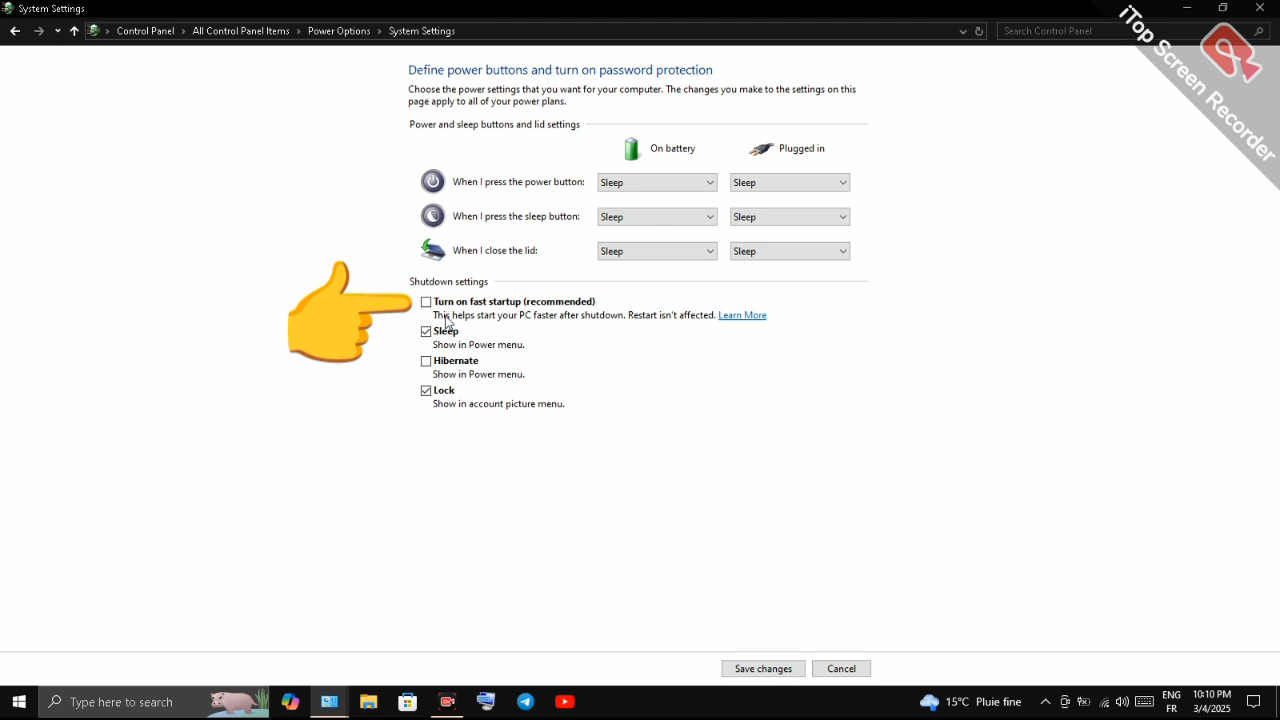 System Settings
Control Panel > All Control Panel Items > Power Options > System Settings
Search Control Panel
iTop Screen Recorder
Define power buttons and turn on password protection
Choose the power settings that you want for your computer. The changes you make to the settings on this
page apply to all of your power plans.
Power and sleep buttons and lid settings
On battery Plugged in
When I press the power button: Sleep Sleep
When I press the sleep button: Sleep Sleep
When I close the lid: Sleep Sleep
Shutdown settings
Turn on fast startup (recommended)
This helps start your PC faster after shutdown. Restart isn't affected. Learn More
Sleep
Show in Power menu.
Hibernate
Show in Power menu.
Lock
Show in account picture menu.
Save changes Cancel
Type here to search
15°C Pluie fine
ENG
FR
10:10 PM
3/4/2025